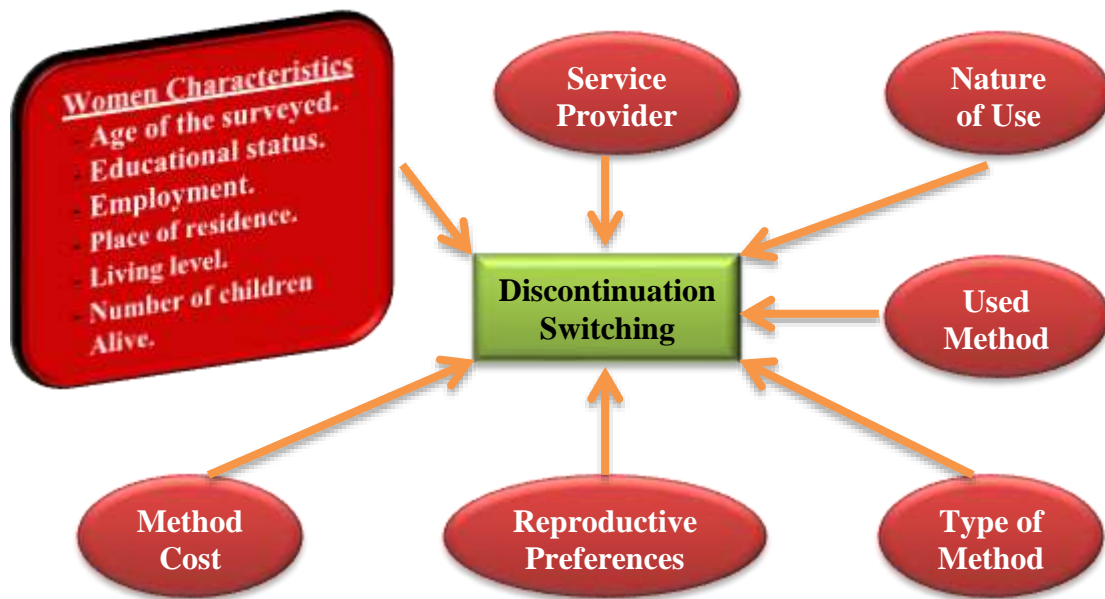 Women Characteristics
- Age of the surveyed.
- Educational status.
- Employment.
- Place of residence.
- Living level.
- Number of children
Alive.
Service
Provider
Nature
of Use
Discontinuation
Switching
Used
Method
Method
Cost
Reproductive
Preferences
Type of
Method